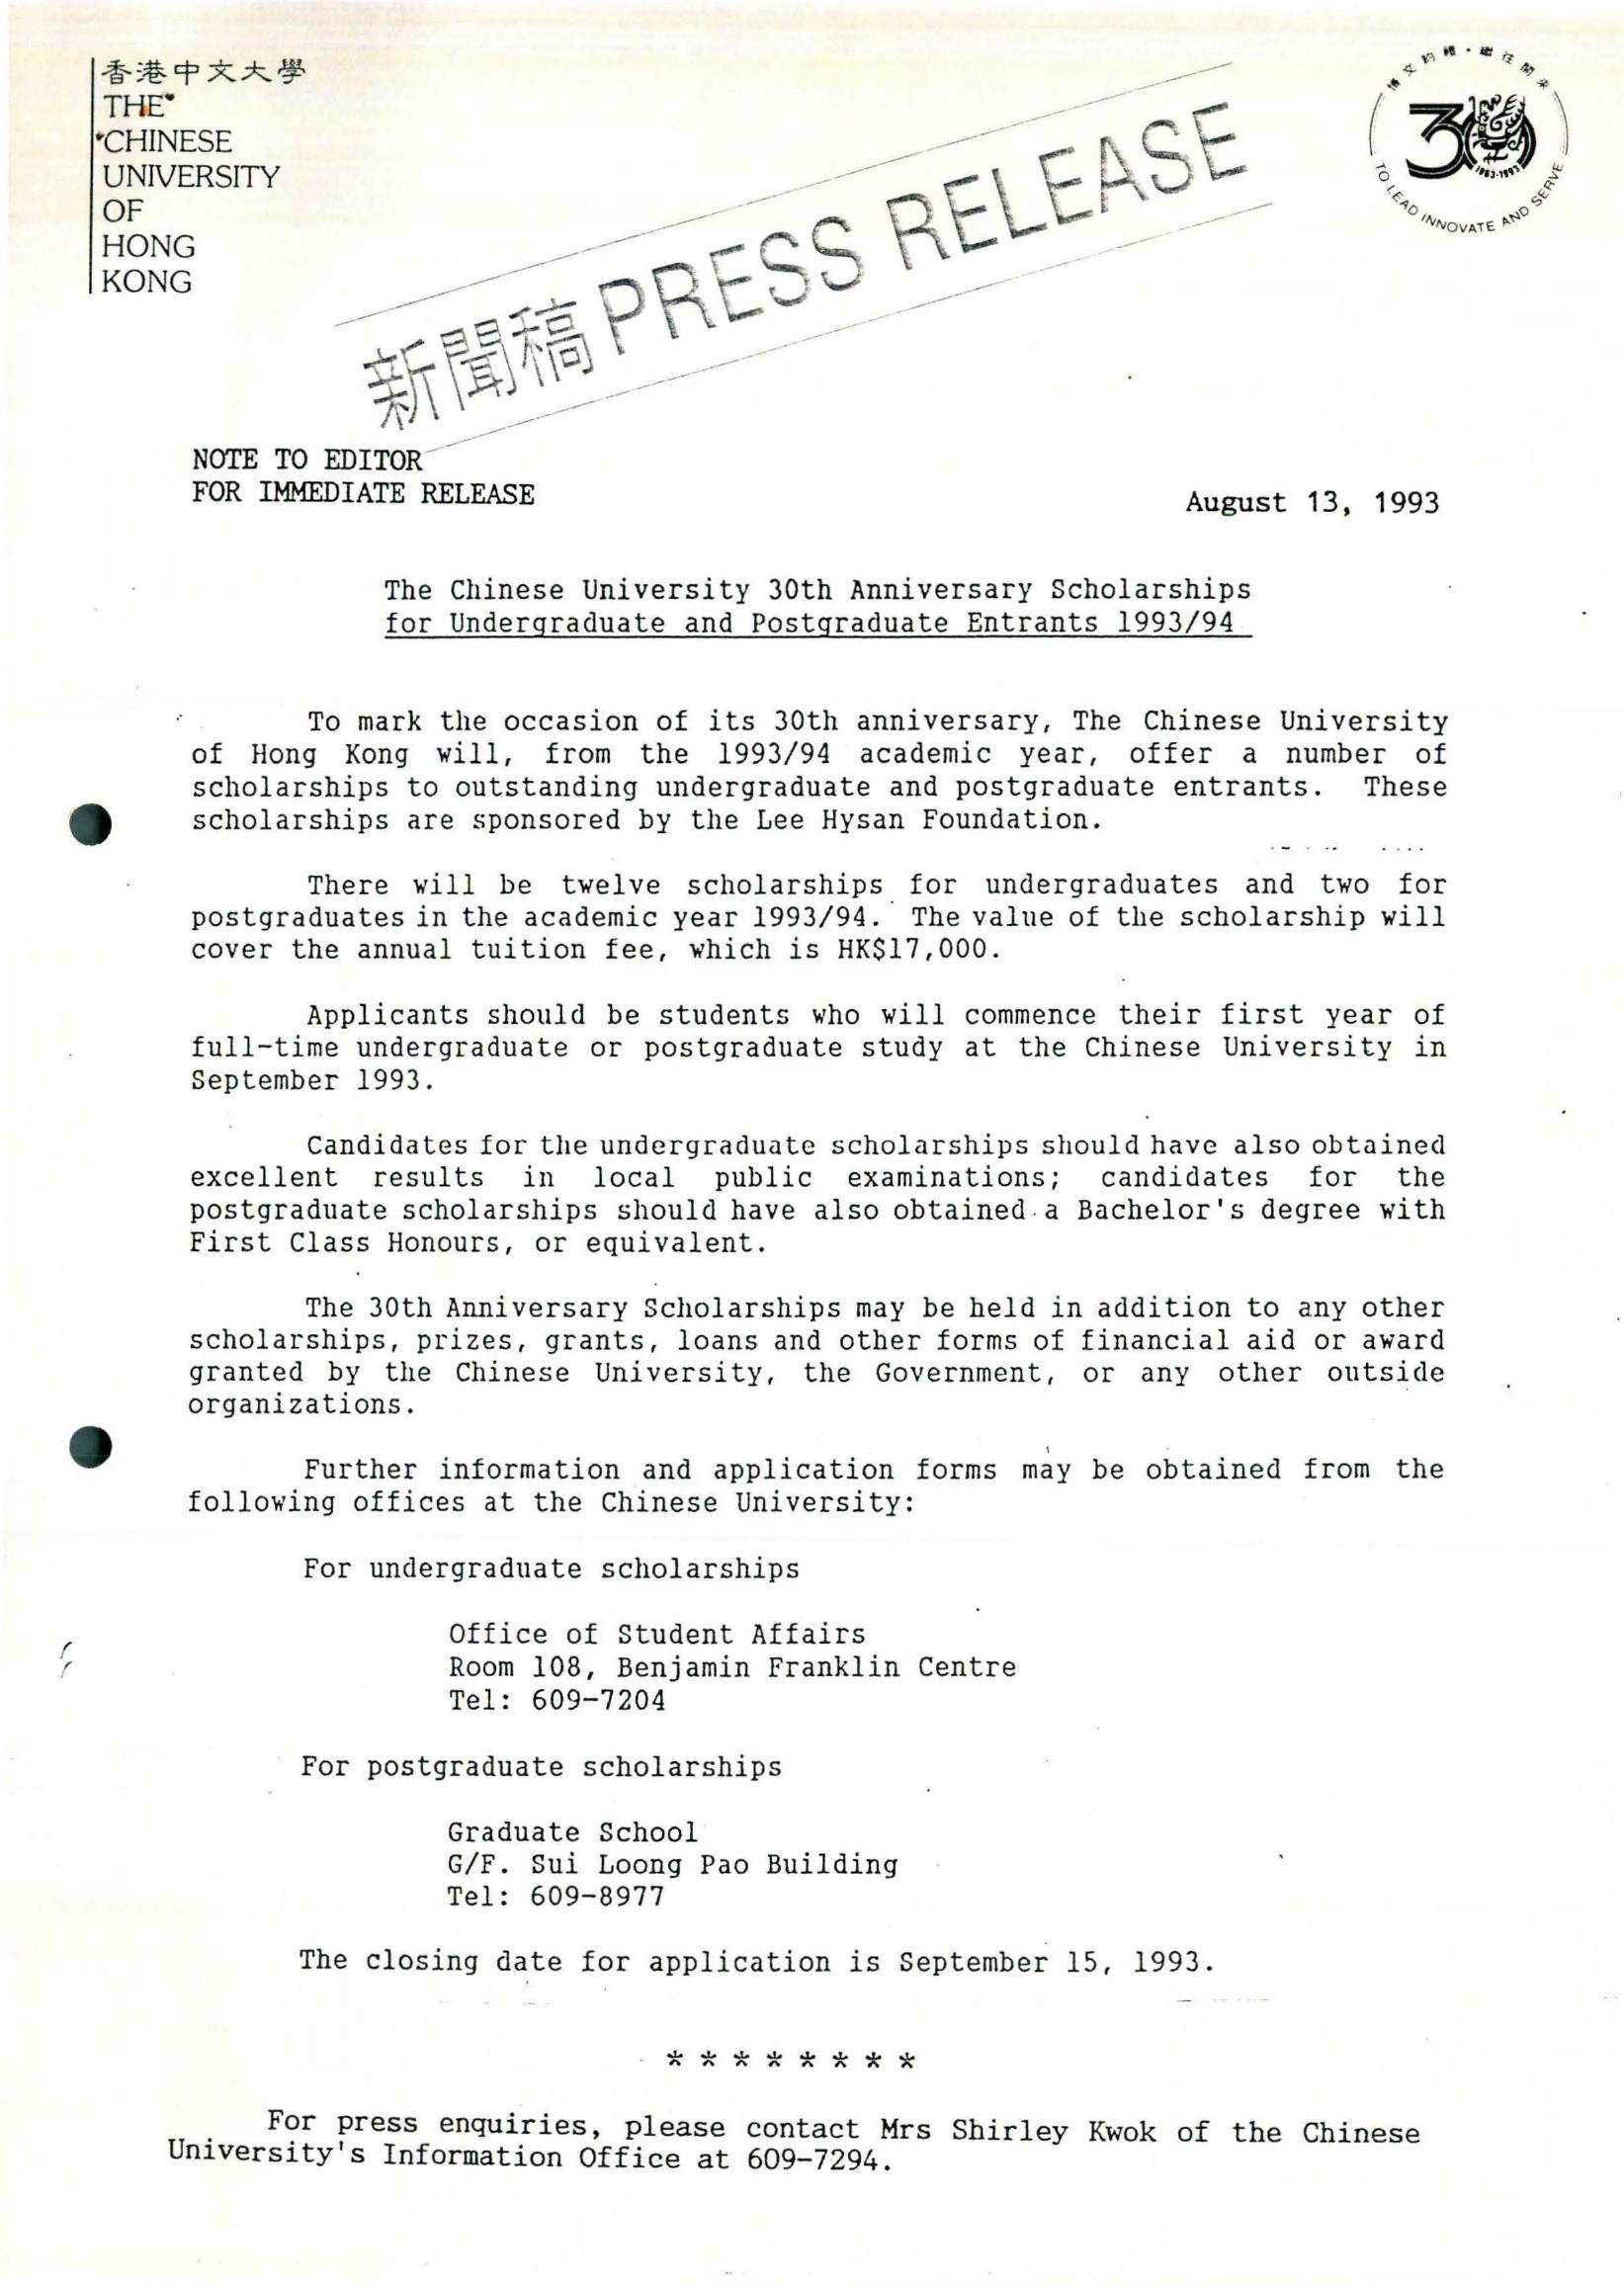 香港中文大學
THE
CHINESE
UNIVERSITY
OF
HONG
KONG
博文約禮·繼往開來
30
1963-1993
TO LEAD INNOVATE AND SERVE
新聞稿 PRESS RELEASE
NOTE TO EDITOR
FOR IMMEDIATE RELEASE
August 13, 1993
The Chinese University 30th Anniversary Scholarships
for Undergraduate and Postgraduate Entrants 1993/94
To mark the occasion of its 30th anniversary, The Chinese University
of Hong Kong will, from the 1993/94 academic year, offer a number of
scholarships to outstanding undergraduate and postgraduate entrants. These
scholarships are sponsored by the Lee Hysan Foundation.
There will be twelve scholarships for undergraduates and two for
postgraduates in the academic year 1993/94. The value of the scholarship will
cover the annual tuition fee, which is HK$17,000.
Applicants should be students who will commence their first year of
full-time undergraduate or postgraduate study at the Chinese University in
September 1993.
Candidates for the undergraduate scholarships should have also obtained
excellent results in local public examinations; candidates for the
postgraduate scholarships should have also obtained a Bachelor's degree with
First Class Honours, or equivalent.
The 30th Anniversary Scholarships may be held in addition to any other
scholarships, prizes, grants, loans and other forms of financial aid or award
granted by the Chinese University, the Government, or any other outside
organizations.
Further information and application forms may be obtained from the
following offices at the Chinese University:
For undergraduate scholarships
Office of Student Affairs
Room 108, Benjamin Franklin Centre
Tel: 609-7204
For postgraduate scholarships
Graduate School
G/F. Sui Loong Pao Building
Tel: 609-8977
The closing date for application is September 15, 1993.
* * * * * * * *
For press enquiries, please contact Mrs Shirley Kwok of the Chinese
University's Information Office at 609-7294.